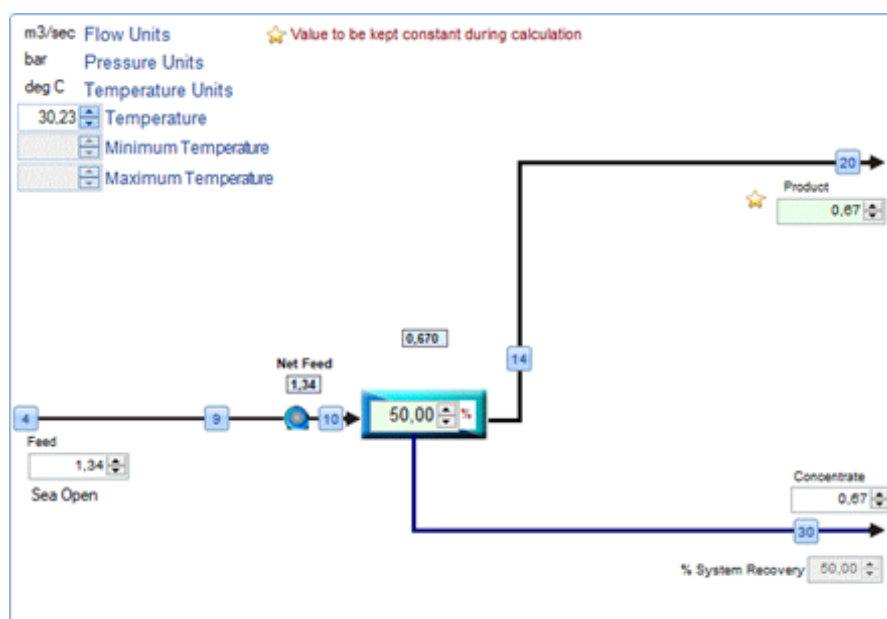 m3/sec Flow Units
Value to be kept constant during calculation
bar Pressure Units
deg C Temperature Units
30,23 Temperature
Minimum Temperature
Maximum Temperature
20
Product
0,67
0,670
14
Net Feed
1,34
4
9
10
50,00 %
Feed
1,34
Sea Open
Concentrate
0,67
30
% System Recovery 50,00